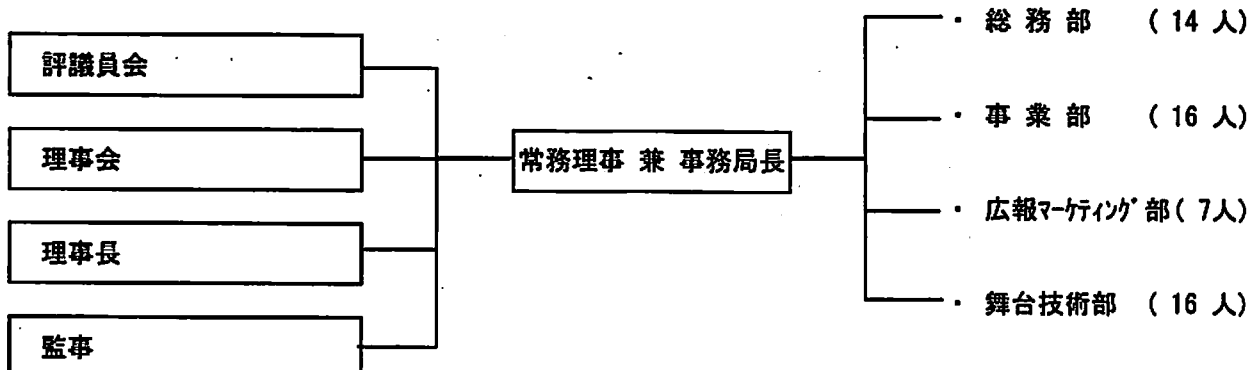 評議員会
理事会
理事長
監事
常務理事 兼 事務局長
・ 総 務 部 ( 14 人)
・ 事 業 部 ( 16 人)
・ 広報ﾏｰｹﾃｨﾝｸﾞ部( 7人)
・ 舞台技術部 ( 16 人)